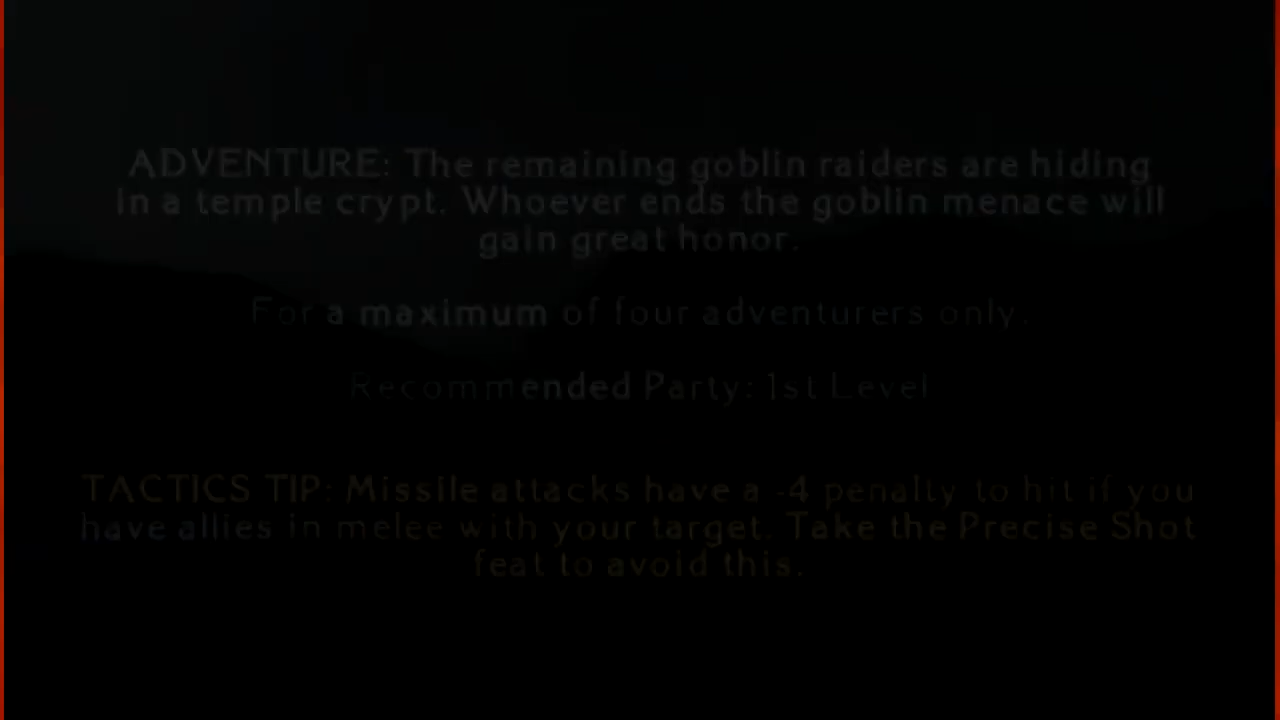 ADVENTURE: The remaining goblin raiders are hiding
in a temple crypt. Whoever ends the goblin menace will
gain great honor.
For a maximum of four adventurers only.
Recommended Party: 1st Level
TACTICS TIP: Missile attacks have a -4 penalty to hit if you
have allies in melee with your target. Take the Precise Shot
feat to avoid this.